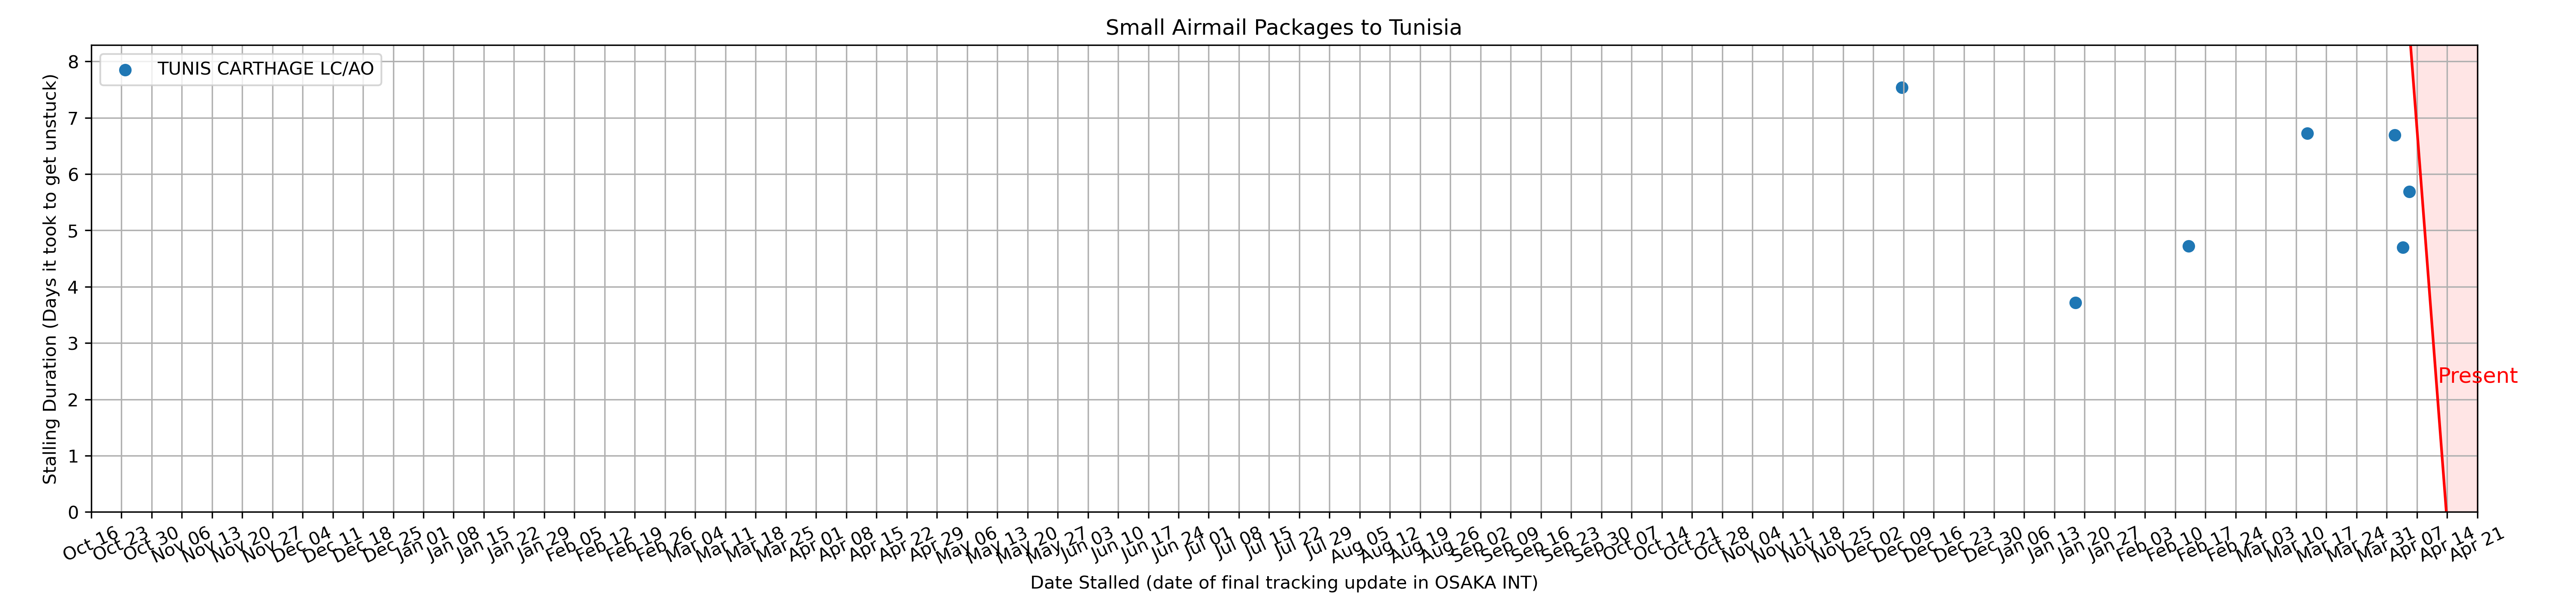 Small Airmail Packages to Tunisia
TUNIS CARTHAGE LC/AO
Stalling Duration (Days it took to get unstuck)
8
7
6
5
4
3
2
1
0
Present
Oct 16
Oct 23
Oct 30
Nov 06
Nov 13
Nov 20
Nov 27
Dec 04
Dec 11
Dec 18
Dec 25
Jan 01
Jan 08
Jan 15
Jan 22
Jan 29
Feb 05
Feb 12
Feb 19
Feb 26
Mar 04
Mar 11
Mar 18
Mar 25
Apr 01
Apr 08
Apr 15
Apr 22
Apr 29
May 06
May 13
May 20
May 27
Jun 03
Jun 10
Jun 17
Jun 24
Jul 01
Jul 08
Jul 15
Jul 22
Jul 29
Aug 05
Aug 12
Aug 19
Aug 26
Sep 02
Sep 09
Sep 16
Sep 23
Sep 30
Oct 07
Oct 14
Oct 21
Oct 28
Nov 04
Nov 11
Nov 18
Nov 25
Dec 02
Dec 09
Dec 16
Dec 23
Dec 30
Jan 06
Jan 13
Jan 20
Jan 27
Feb 03
Feb 10
Feb 17
Feb 24
Mar 03
Mar 10
Mar 17
Mar 24
Mar 31
Apr 07
Apr 14
Apr 21
Date Stalled (date of final tracking update in OSAKA INT)